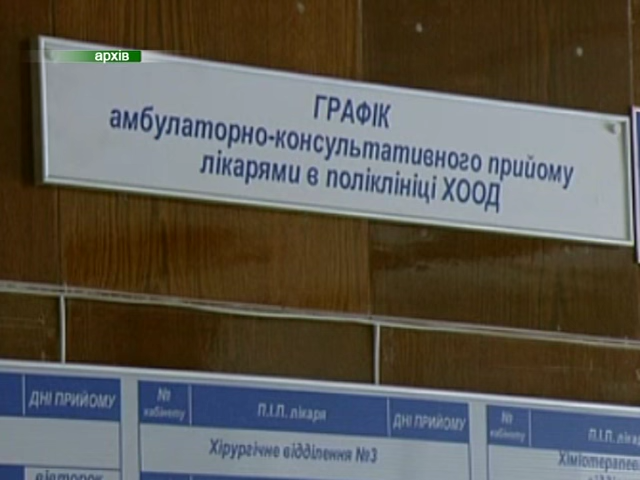 архів
ГРАФІК
амбулаторно-консультативного прийому
лікарями в поліклініці ХООД
ДНІ ПРИЙОМУ
№
кабінету
П.І.П. лікаря
ДНІ ПРИЙОМУ
№
кабінету
П.І.П.
Хірургічне відділення №3
вівторок